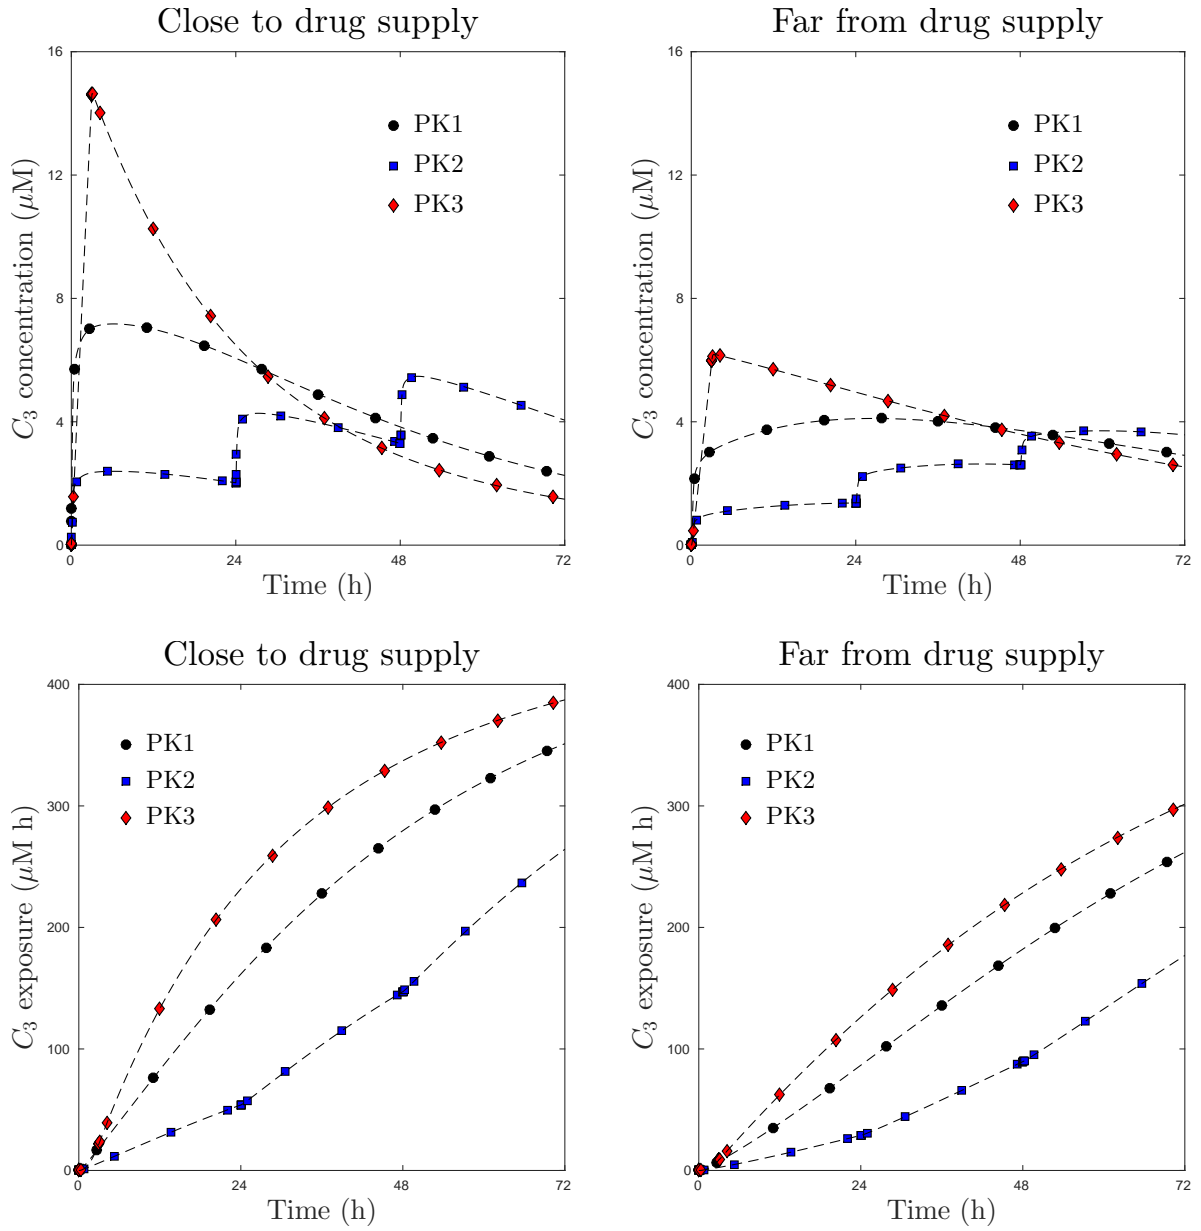 Close to drug supply
C₃ concentration (μM)
16
12
8
4
0
PK1
PK2
PK3
0 24 48 72
Time (h)
Far from drug supply
C₃ concentration (μM)
16
12
8
4
0
PK1
PK2
PK3
0 24 48 72
Time (h)
Close to drug supply
C₃ exposure (μM h)
400
300
200
100
0
PK1
PK2
PK3
0 24 48 72
Time (h)
Far from drug supply
C₃ exposure (μM h)
400
300
200
100
0
PK1
PK2
PK3
0 24 48 72
Time (h)